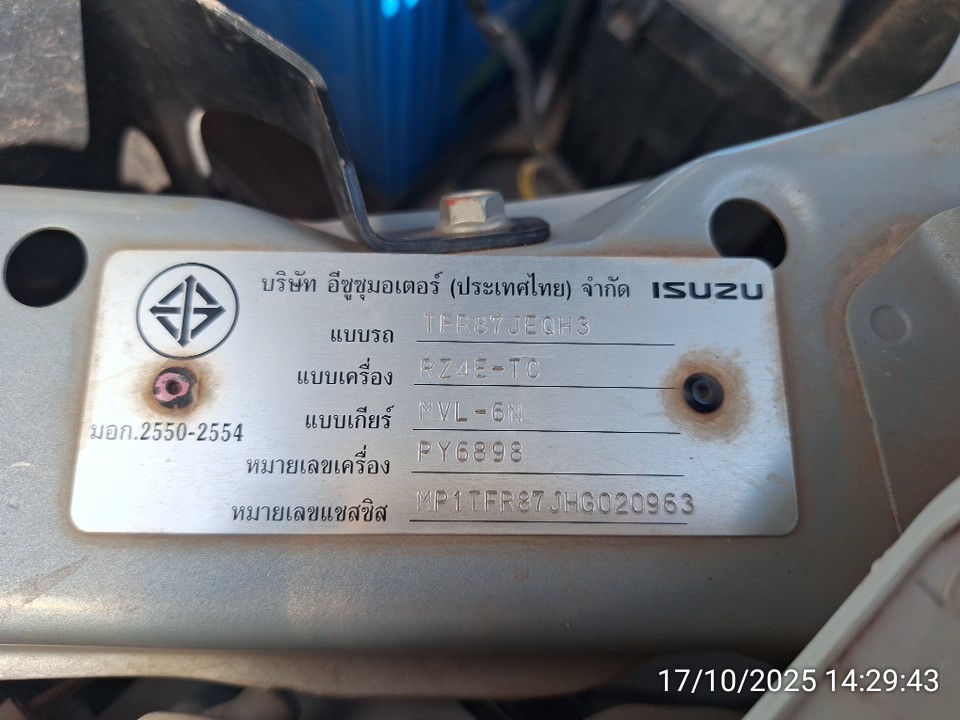 บริษัท อีซูซุมอเตอร์ (ประเทศไทย) จำกัด ISUZU
แบบรถ TFR87JEQH3
แบบเครื่อง RZ4E-TC
แบบเกียร์ MVL-6N
มอก.2550-2554
หมายเลขเครื่อง PY6898
หมายเลขแชสซิส MP1TFR87JHG020963
17/10/2025 14:29:43